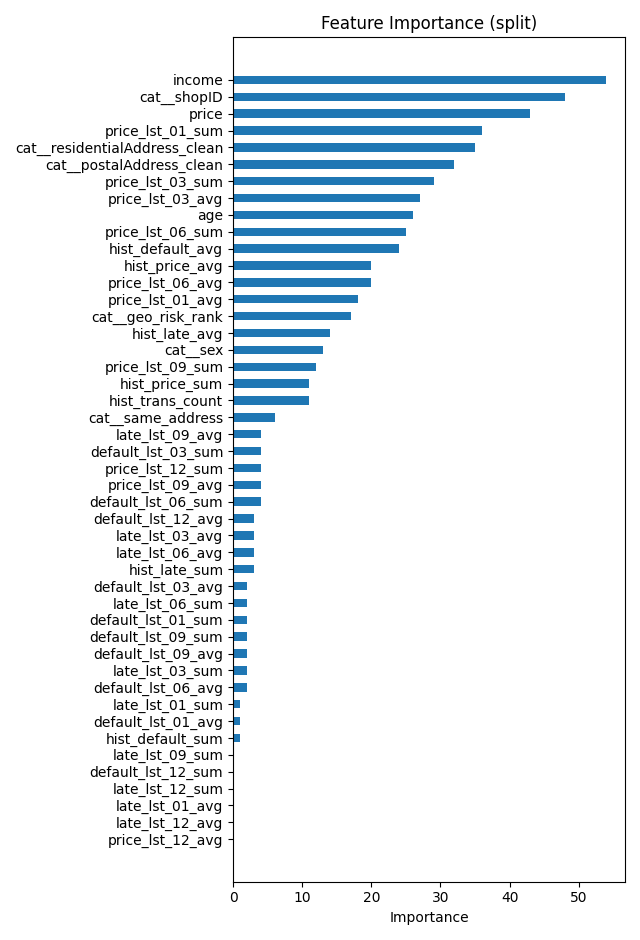 Feature Importance (split)
income
cat__shopID
price
price_lst_01_sum
cat__residentialAddress_clean
cat__postalAddress_clean
price_lst_03_sum
price_lst_03_avg
age
price_lst_06_sum
hist_default_avg
hist_price_avg
price_lst_06_avg
price_lst_01_avg
cat__geo_risk_rank
hist_late_avg
cat__sex
price_lst_09_sum
hist_price_sum
hist_trans_count
cat__same_address
late_lst_09_avg
default_lst_03_sum
price_lst_12_sum
price_lst_09_avg
default_lst_06_sum
default_lst_12_avg
late_lst_03_avg
late_lst_06_avg
hist_late_sum
default_lst_03_avg
late_lst_06_sum
default_lst_01_sum
default_lst_09_sum
default_lst_09_avg
late_lst_03_sum
default_lst_06_avg
late_lst_01_sum
default_lst_01_avg
hist_default_sum
late_lst_09_sum
default_lst_12_sum
late_lst_12_sum
late_lst_01_avg
late_lst_12_avg
price_lst_12_avg
0 10 20 30 40 50
Importance